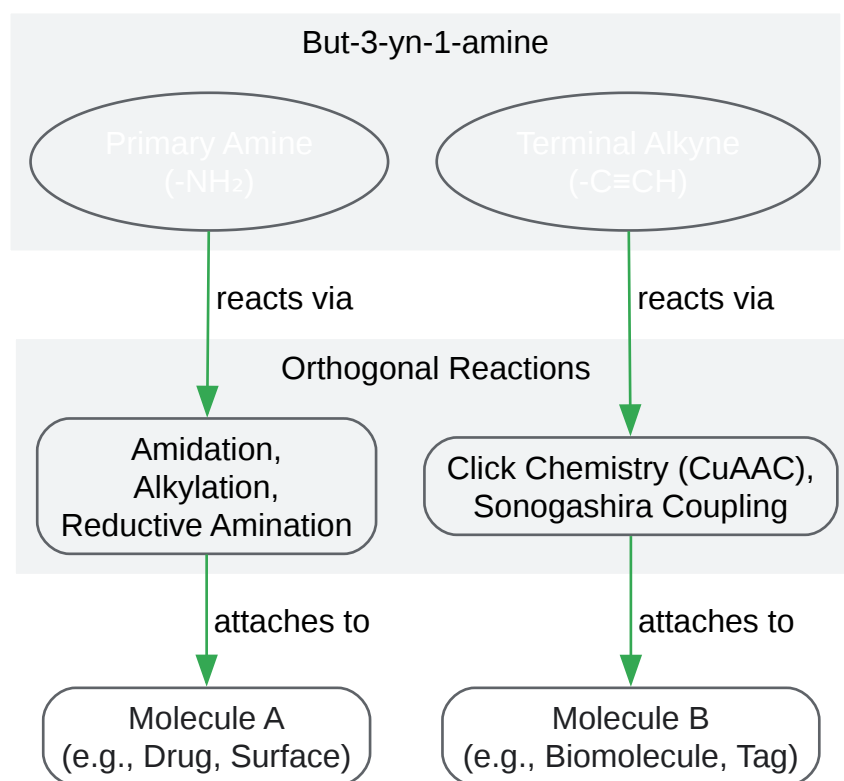 But-3-yn-1-amine
Primary Amine
(-NH₂)
Terminal Alkyne
(-C≡CH)
reacts via
reacts via
Orthogonal Reactions
Amidation,
Alkylation,
Reductive Amination
Click Chemistry (CuAAC),
Sonogashira Coupling
attaches to
attaches to
Molecule A
(e.g., Drug, Surface)
Molecule B
(e.g., Biomolecule, Tag)